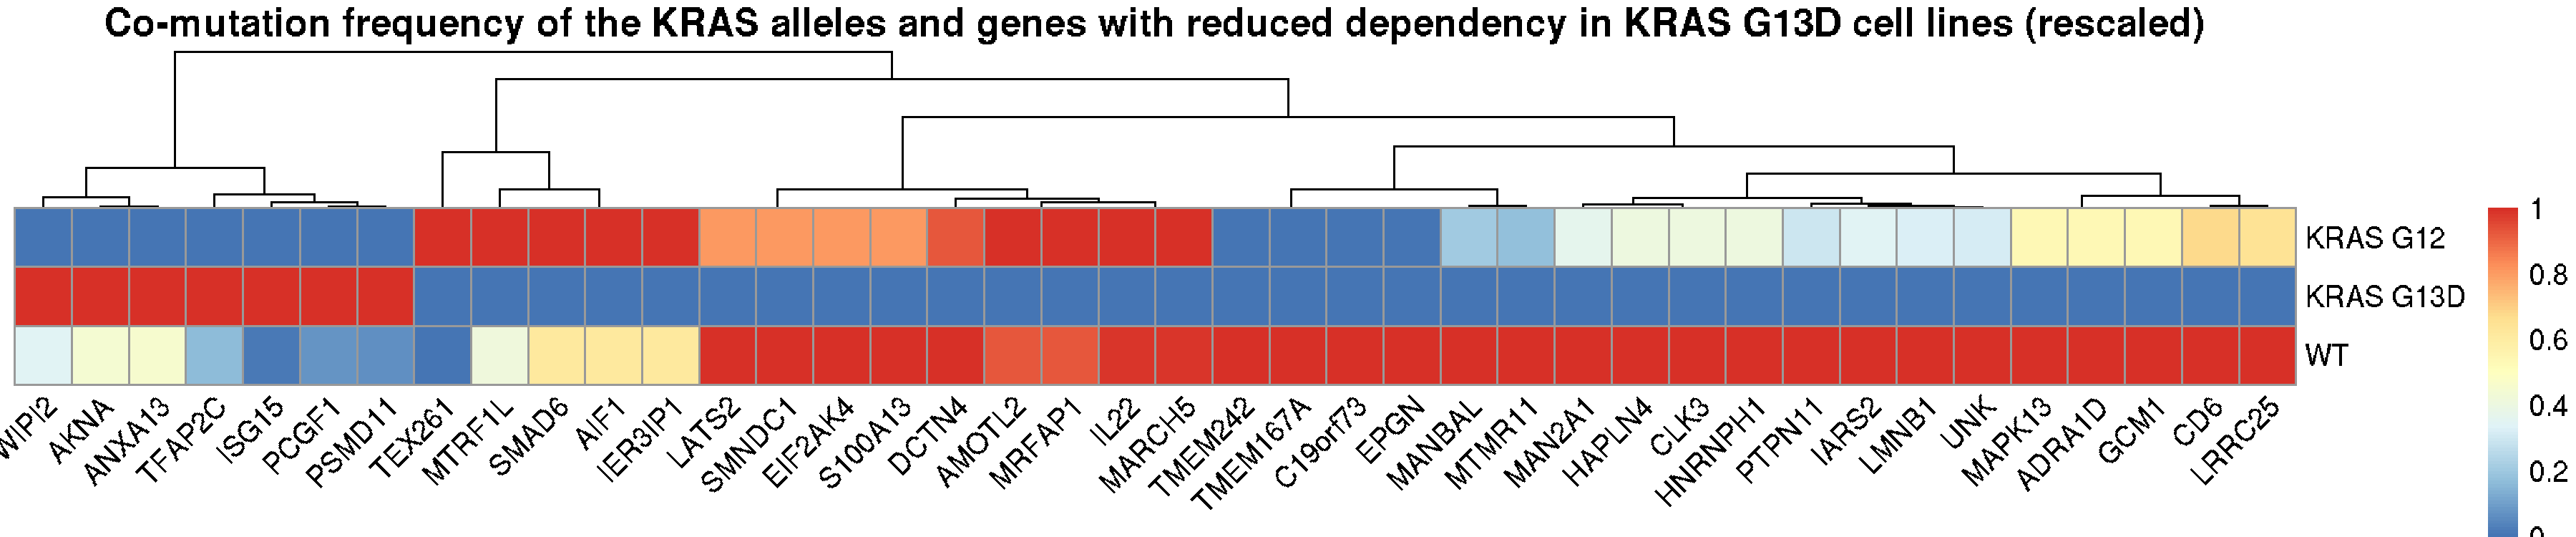 Co-mutation frequency of the KRAS alleles and genes with reduced dependency in KRAS G13D cell lines (rescaled)
1
KRAS G12
0.8
KRAS G13D
0.6
WT
0.4
WIPI2
AKNA
ANXA13
TFAP2C
ISG15
PCGF1
PSMD11
TEX261
MTRF1L
SMAD6
AIF1
IER3IP1
LATS2
SMNDC1
EIF2AK4
S100A13
DCTN4
AMOTL2
MRFAP1
IL22
MARCH5
TMEM242
TMEM167A
C19orf73
EPGN
MANBAL
MTMR11
MAN2A1
HAPLN4
CLK3
HNRNPH1
PTPN11
IARS2
LMNB1
UNK
MAPK13
ADRA1D
GCM1
CD6
LRRC25
0.2
0